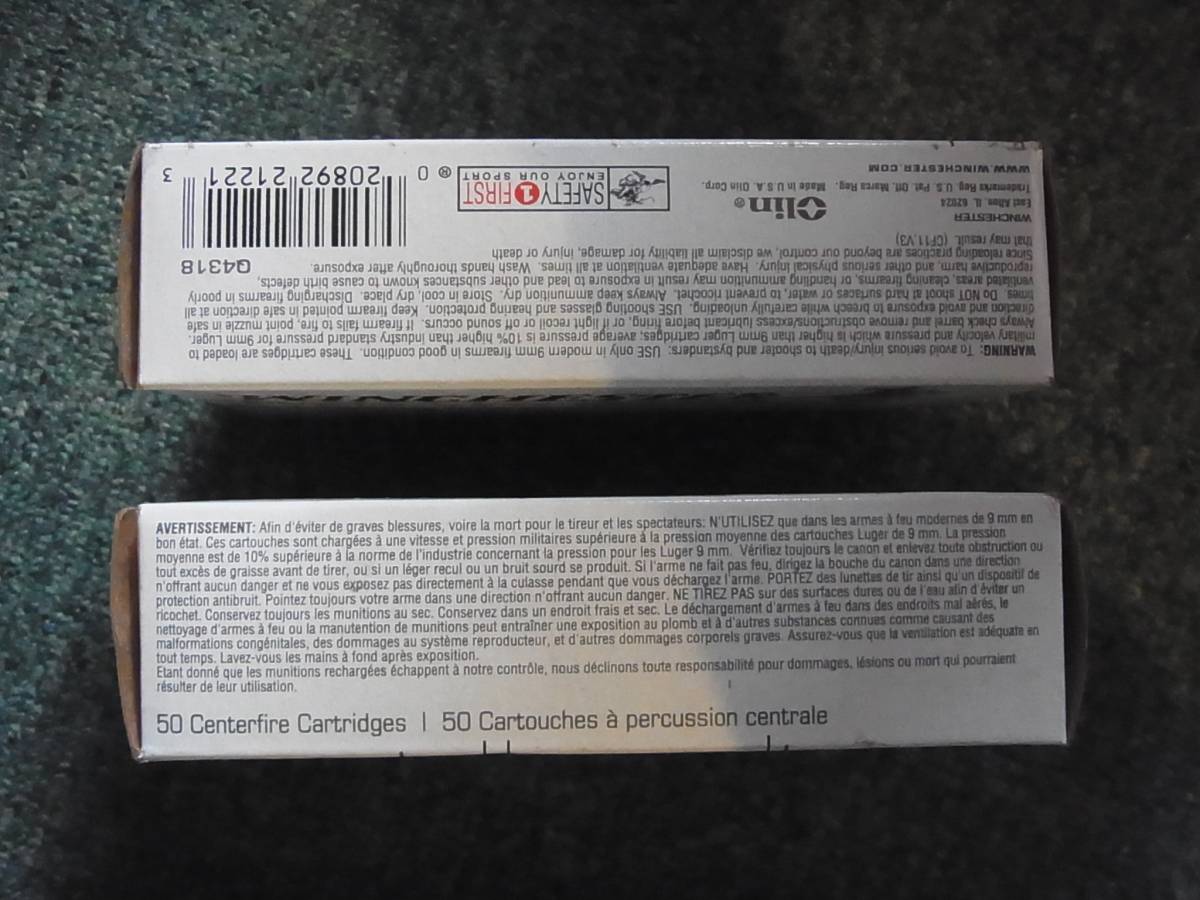 WARNING: To avoid serious injury/death to shooter and bystanders: USE only in modern 9mm firearms in good condition. These cartridges are loaded to
military velocity and pressure which is higher than 9mm Luger cartridges; average pressure is 10% higher than industry standard pressure for 9mm Luger.
Always check barrel and remove obstructions/excess lubricant before firing, or if light recoil or off sound occurs. If firearm fails to fire, point muzzle in safe
direction and avoid exposure to breech while carefully unloading. USE shooting glasses and hearing protection. Keep firearm pointed in safe direction at all
times. Do NOT shoot at hard surfaces or water, to prevent ricochet. Always keep ammunition dry. Store in cool, dry place. Discharging firearms in poorly
ventilated areas, cleaning firearms, or handling ammunition may result in exposure to lead and other substances known to cause birth defects,
reproductive harm, and other serious physical injury. Have adequate ventilation at all times. Wash hands thoroughly after exposure.
Since reloading practices are beyond our control, we disclaim all liability for damage, injury or death
that may result. (CF11,V3)
Q4318
WINCHESTER
East Alton, IL 62024
Trademarks Reg. U.S. Pat. Off. Marca Reg. Made in U.S.A. Olin Corp.
WWW.WINCHESTER.COM
Olin®
SAFETY 1 FIRST
ENJOY OUR SPORT
®
0 20892 21221 3
WINCHESTER
AVERTISSEMENT: Afin d'éviter de graves blessures, voire la mort pour le tireur et les spectateurs: N'UTILISEZ que dans les armes à feu modernes de 9 mm en
bon état. Ces cartouches sont chargées à une vitesse et pression militaires supérieure à la pression moyenne des cartouches Luger de 9 mm. La pression
moyenne est de 10% supérieure à la norme de l'industrie concernant la pression pour les Luger 9 mm. Vérifiez toujours le canon et enlevez toute obstruction ou
tout excès de graisse avant de tirer, ou si un léger recul ou un bruit sourd se produit. Si l'arme ne fait pas feu, dirigez la bouche du canon dans une direction
n'offrant aucun danger et ne vous exposez pas directement à la culasse pendant que vous déchargez l'arme. PORTEZ des lunettes de tir ainsi qu'un dispositif de
protection antibruit. Pointez toujours votre arme dans une direction n'offrant aucun danger. NE TIREZ PAS sur des surfaces dures ou de l'eau afin d'éviter un
ricochet. Conservez toujours les munitions au sec. Conservez dans un endroit frais et sec. Le déchargement d'armes à feu dans des endroits mal aérés, le
nettoyage d'armes à feu ou la manutention de munitions peut entraîner une exposition au plomb et à d'autres substances connues comme causant des
malformations congénitales, des dommages au système reproducteur, et d'autres dommages corporels graves. Assurez-vous que la ventilation est adéquate en
tout temps. Lavez-vous les mains à fond après exposition.
Etant donné que les munitions rechargées échappent à notre contrôle, nous déclinons toute responsabilité pour dommages, lésions ou mort qui pourraient
résulter de leur utilisation.
50 Centerfire Cartridges | 50 Cartouches à percussion centrale